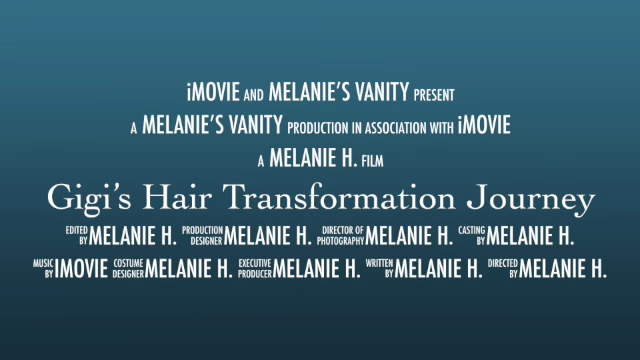 iMOVIE AND MELANIE'S VANITY PRESENT
A MELANIE'S VANITY PRODUCTION IN ASSOCIATION WITH iMOVIE
A MELANIE H. FILM
Gigi's Hair Transformation Journey
EDITED BY MELANIE H. PRODUCTION DESIGNER MELANIE H. DIRECTOR OF PHOTOGRAPHY MELANIE H. CASTING BY MELANIE H.
MUSIC BY IMOVIE COSTUME DESIGNER MELANIE H. EXECUTIVE PRODUCER MELANIE H. WRITTEN BY MELANIE H. DIRECTED BY MELANIE H.